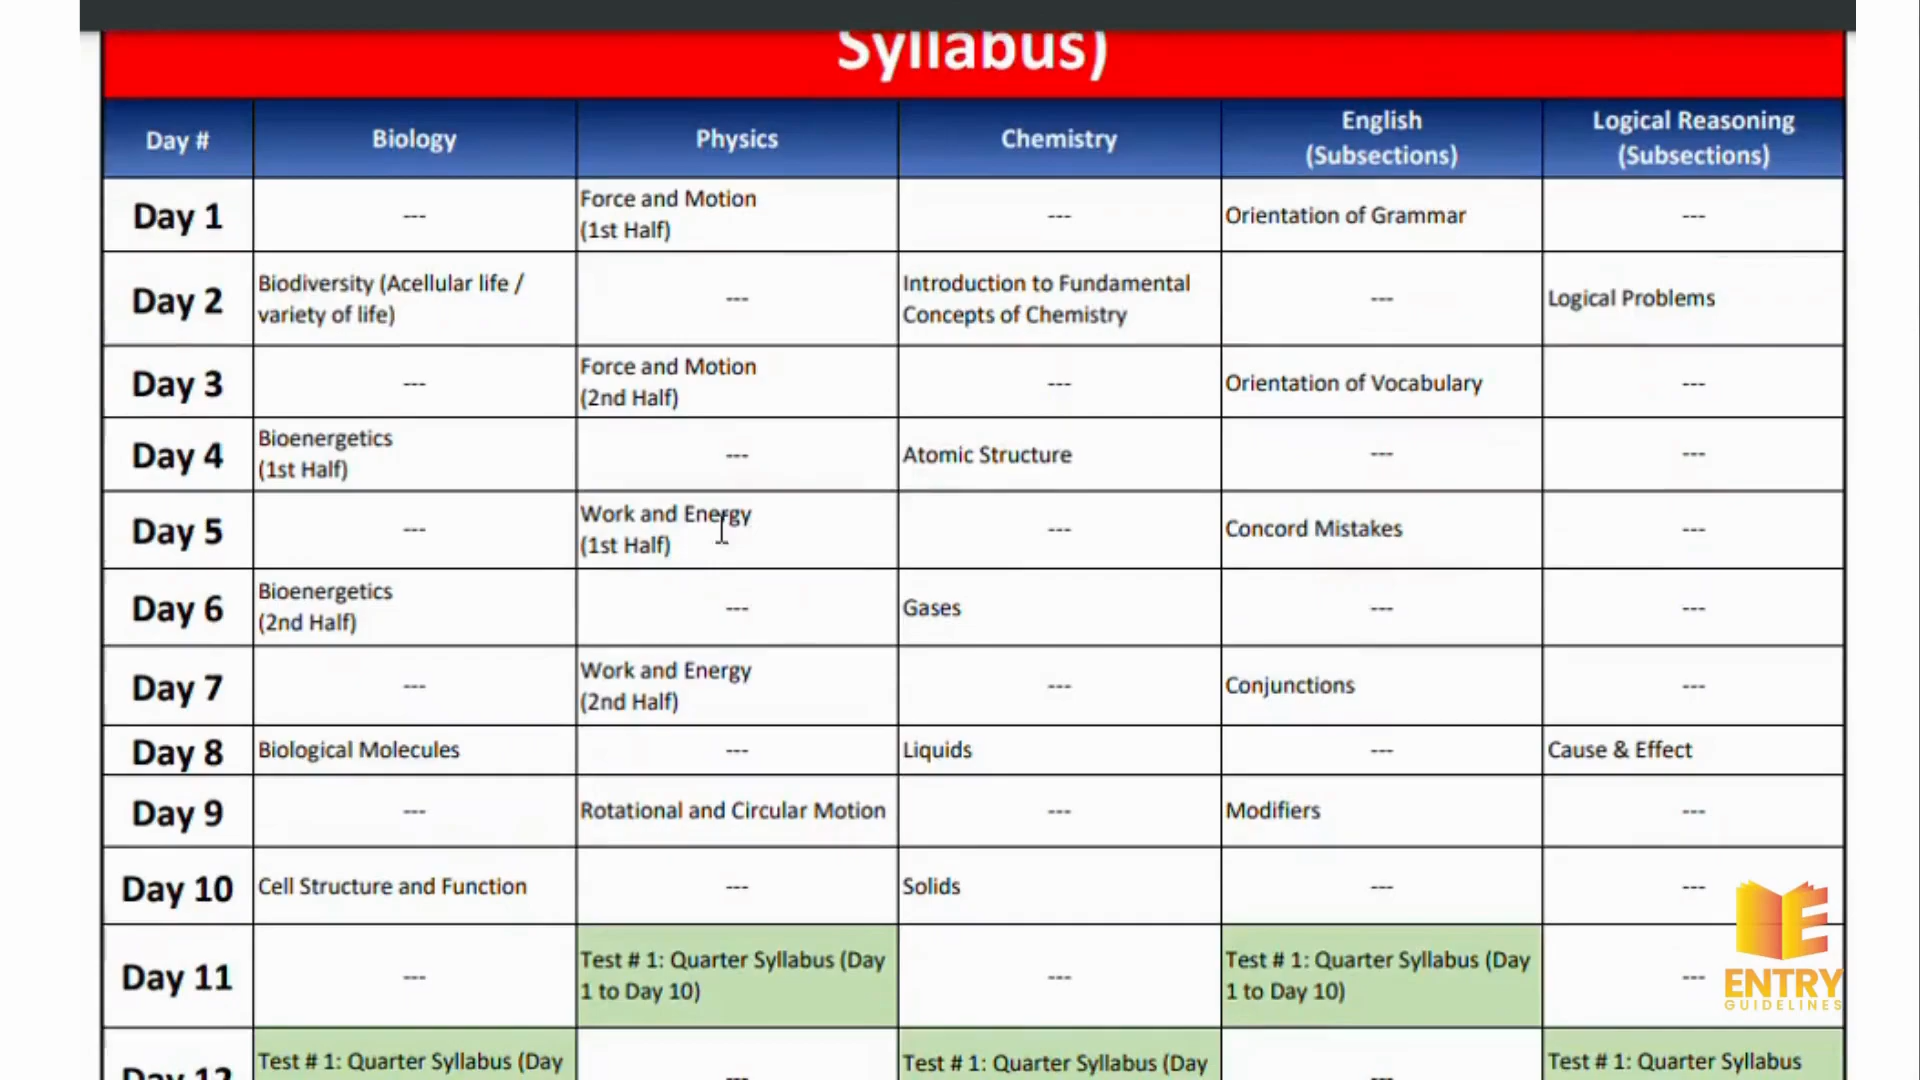 Syllabus)
Day #
Biology
Physics
Chemistry
English
(Subsections)
Logical Reasoning
(Subsections)
Day 1
---
Force and Motion
(1st Half)
---
Orientation of Grammar
---
Day 2
Biodiversity (Acellular life /
variety of life)
---
Introduction to Fundamental
Concepts of Chemistry
---
Logical Problems
Day 3
---
Force and Motion
(2nd Half)
---
Orientation of Vocabulary
---
Day 4
Bioenergetics
(1st Half)
---
Atomic Structure
---
---
Day 5
---
Work and Energy
(1st Half)
---
Concord Mistakes
---
Day 6
Bioenergetics
(2nd Half)
---
Gases
---
---
Day 7
---
Work and Energy
(2nd Half)
---
Conjunctions
---
Day 8
Biological Molecules
---
Liquids
---
Cause & Effect
Day 9
---
Rotational and Circular Motion
---
Modifiers
---
Day 10
Cell Structure and Function
---
Solids
---
---
Day 11
---
Test # 1: Quarter Syllabus (Day
1 to Day 10)
---
Test # 1: Quarter Syllabus (Day
1 to Day 10)
---
Day 12
Test # 1: Quarter Syllabus (Day
---
Test # 1: Quarter Syllabus (Day
---
Test # 1: Quarter Syllabus
ENTRY
GUIDELINES